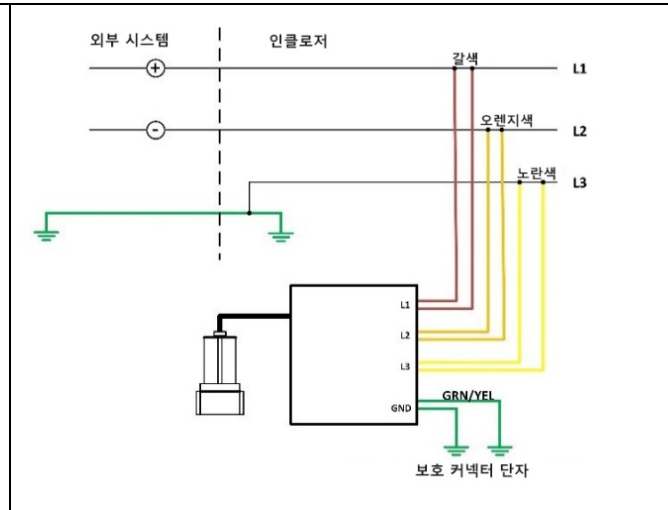 외부 시스템
인클로저
+
갈색
L1
-
오렌지색
L2
노란색
L3
L1
L2
L3
GRN/YEL
GND
보호 커넥터 단자